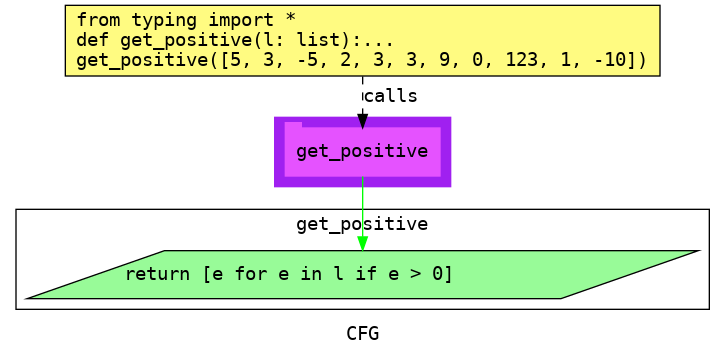 from typing import *
def get_positive(l: list):...
get_positive([5, 3, -5, 2, 3, 3, 9, 0, 123, 1, -10])
calls
get_positive
get_positive
return [e for e in l if e > 0]
CFG